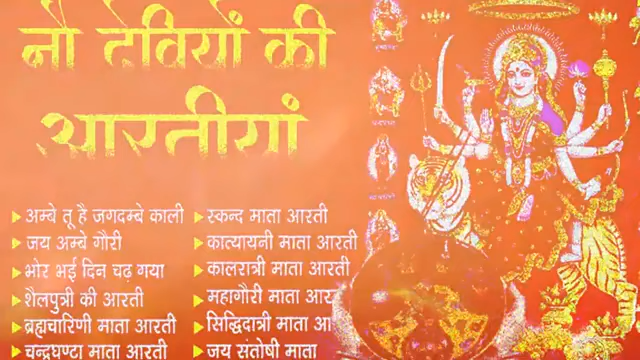 नौ देवियों की
आरतीयां
अम्बे तू है जगदम्बे काली
जय अम्बे गौरी
भोर भई दिन चढ़ गया
शैलपुत्री की आरती
ब्रह्मचारिणी माता आरती
चन्द्रघण्टा माता आरती
स्कन्द माता आरती
कात्यायनी माता आरती
कालरात्री माता आरती
महागौरी माता आर
सिद्धिदात्री माता आ
जय संतोषी माता